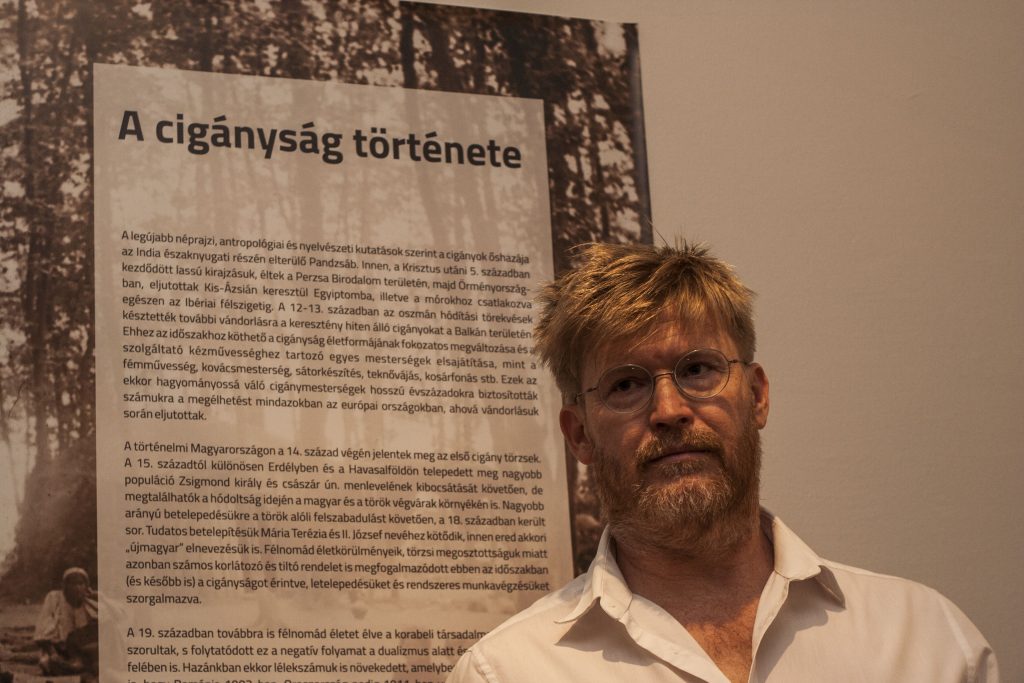 A cigányság története
A legújabb néprajzi, antropológiai és nyelvészeti kutatások szerint a cigányok őshazája
az India északnyugati részén elterülő Pandzsáb. Innen, a Krisztus utáni 5. században
kezdődött lassú kirajzásuk, éltek a Perzsa Birodalom területén, majd Örményország-
ban, eljutottak Kis-Ázsián keresztül Egyiptomba, illetve a mórokhoz csatlakozva
egészen az Ibériai félszigetig. A 12-13. században az oszmán hódítási törekvések
késztették további vándorlásra a keresztény hiten álló cigányokat a Balkán területén.
Ehhez az időszakhoz köthető a cigányság életformájának fokozatos megváltozása és a
szolgáltató kézművességhez tartozó egyes mesterségek elsajátítása, mint a
fémművesség, kovácsmesterség, sátorkészítés, teknővájás, kosárfonás stb. Ezek az
ekkor hagyományossá váló cigánymesterségek hosszú évszázadokra biztosították
számukra a megélhetést mindazokban az európai országokban, ahová vándorlásuk
során eljutottak.
A történelmi Magyarországon a 14. század végén jelentek meg az első cigány törzsek.
A 15. századtól különösen Erdélyben és a Havasalföldön telepedett meg nagyobb
populáció Zsigmond király és császár ún. menlevelének kibocsátását követően, de
megtalálhatók a hódoltság idején a magyar és a török végvárak környékén is. Nagyobb
arányú betelepedésükre a török alóli felszabadulást követően, a 18. században került
sor. Tudatos betelepítésük Mária Terézia és II. József nevéhez kötődik, innen ered akkori
„újmagyar” elnevezésük is. Félnomád életkörülményeik, törzsi megosztottságuk miatt
azonban számos korlátozó és tiltó rendelet is megfogalmazódott ebben az időszakban
(és később is) a cigányságot érintve, letelepedésüket és rendszeres munkavégzésüket
szorgalmazva.
A 19. században továbbra is félnomád életet élve a korabeli társadalm
szorultak, s folytatódott ez a negatív folyamat a dualizmus alatt és
felében is. Hazánkban ekkor lélekszámuk is növekedett, amelybe